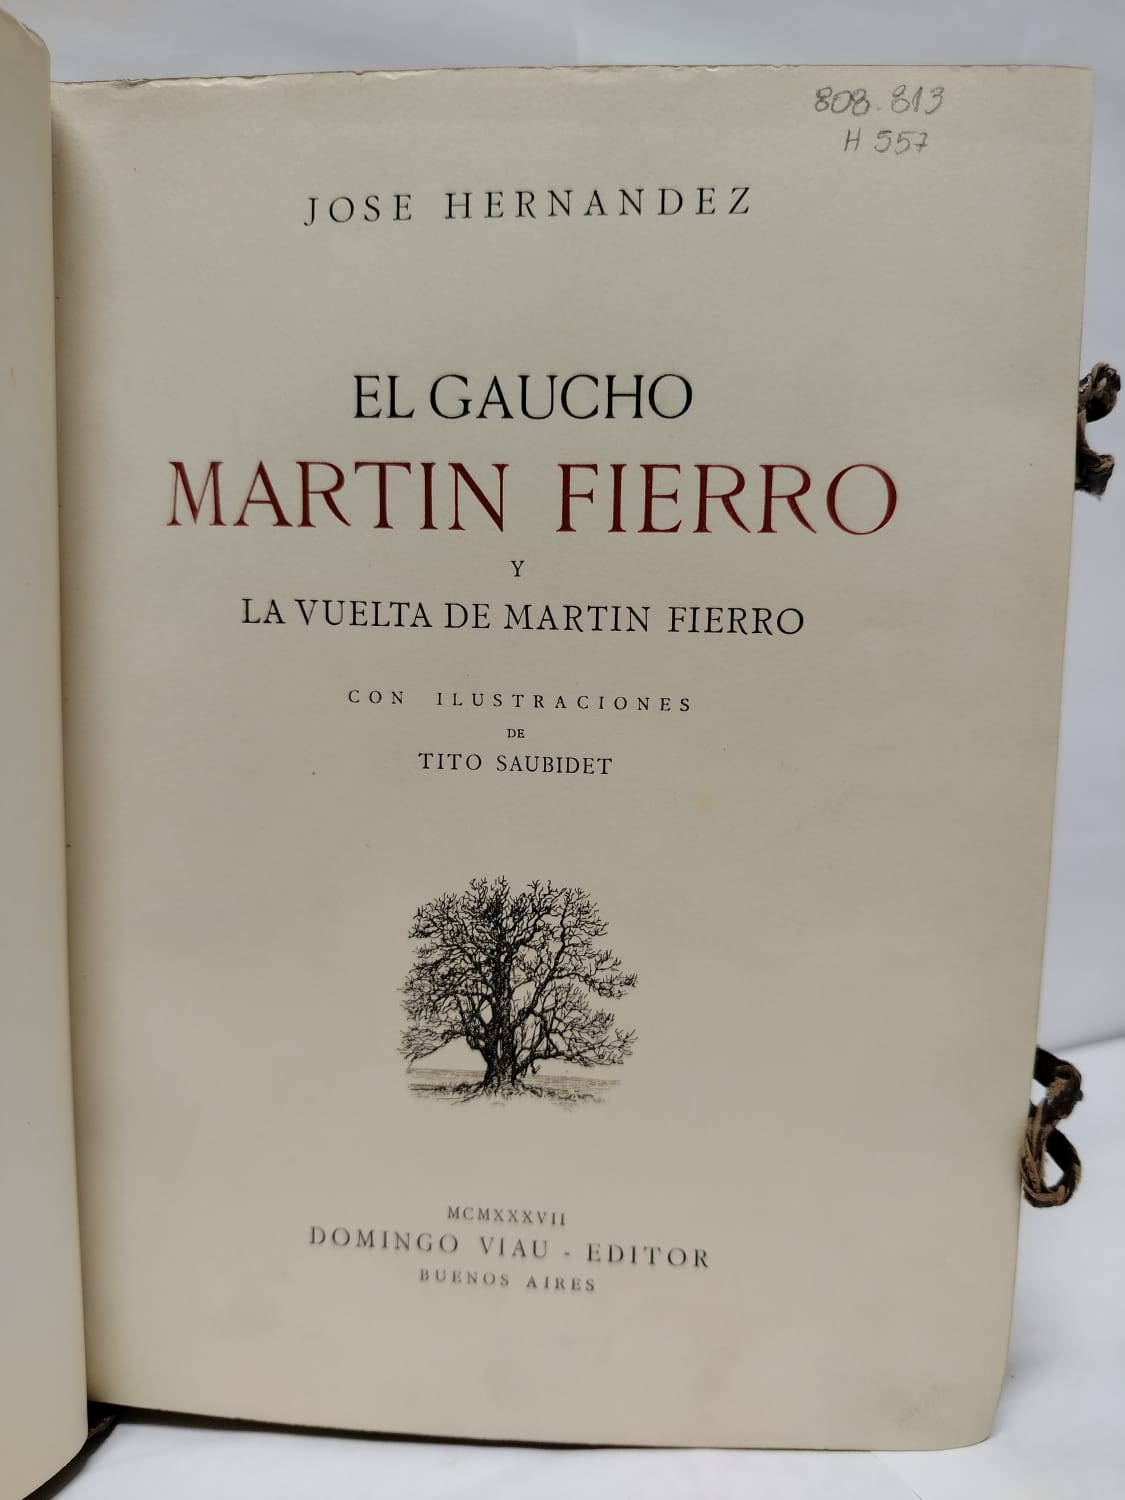 808.813
H 557
JOSE HERNANDEZ
EL GAUCHO
MARTIN FIERRO
Y
LA VUELTA DE MARTIN FIERRO
CON ILUSTRACIONES
DE
TITO SAUBIDET
MCMXXXVII
DOMINGO VIAU - EDITOR
BUENOS AIRES